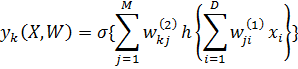 y_k(X,W) = σ{∑_{j=1}^{M} w_{kj}^{(2)} h {∑_{i=1}^{D} w_{ji}^{(1)} x_i}}